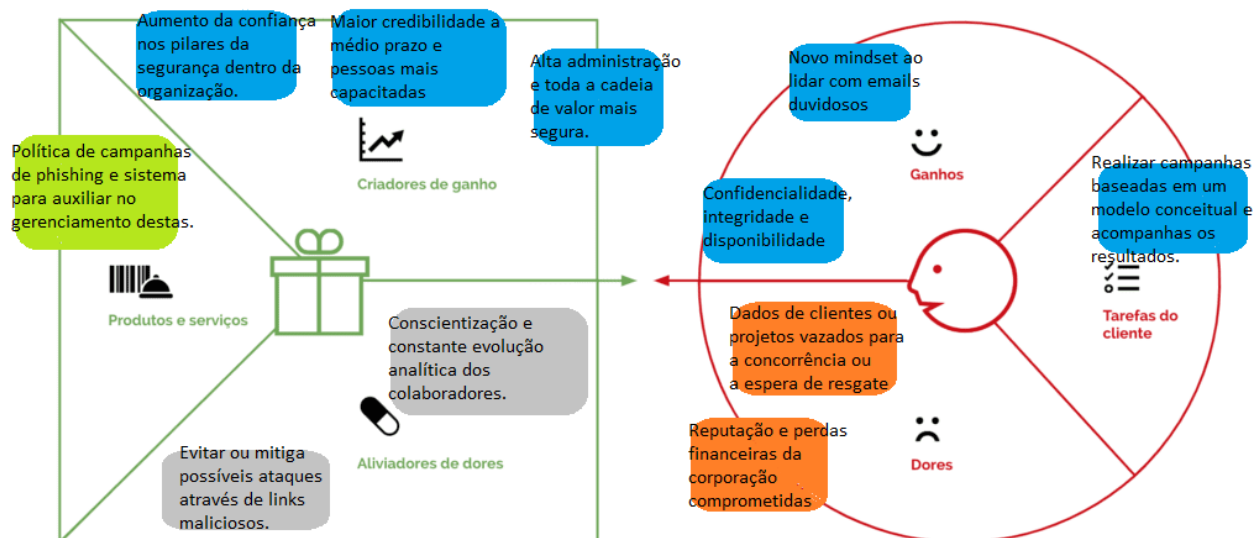 Aumento da confiança
nos pilares da
segurança dentro da
organização.
Maior credibilidade a
médio prazo e
pessoas mais
capacitadas
Alta administração
e toda a cadeia
de valor mais
segura.
Criadores de ganho
Política de campanhas
de phishing e sistema
para auxiliar no
gerenciamento destas.
Produtos e serviços
Conscientização e
constante evolução
analítica dos
colaboradores.
Aliviadores de dores
Evitar ou mitiga
possíveis ataques
através de links
maliciosos.
Novo mindset ao
lidar com emails
duvidosos
Ganhos
Confidencialidade,
integridade e
disponibilidade
Realizar campanhas
baseadas em um
modelo conceitual e
acompanhas os
resultados.
Tarefas do
cliente
Dados de clientes ou
projetos vazados para
a concorrência ou
a espera de resgate
Reputação e perdas
financeiras da
corporação
comprometidas
Dores